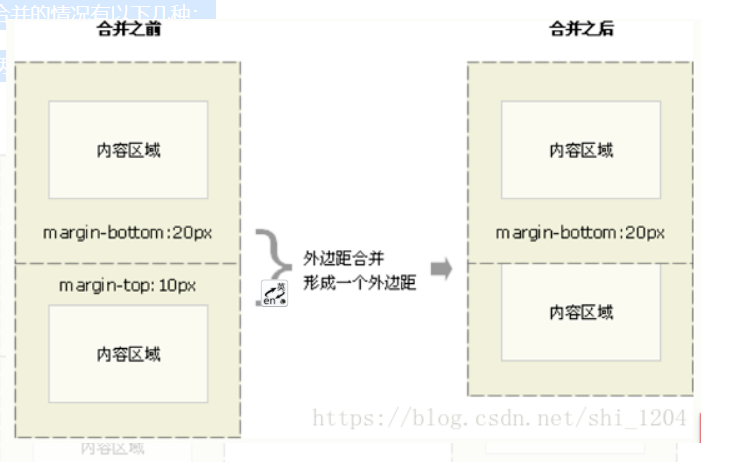 合并的情况有以下几种：
合并之前
合并之后
内容区域
内容区域
margin-bottom:20px
margin-bottom:20px
外边距合并
形成一个外边距
margin-top:10px
英
en
内容区域
内容区域
https://blog.csdn.net/shi_1204
内容区域